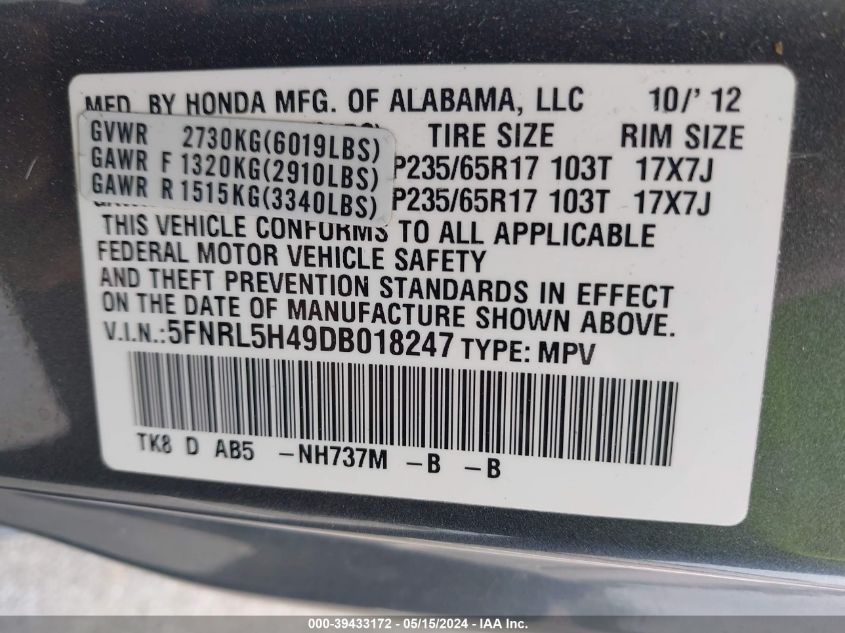 MFD. BY HONDA MFG. OF ALABAMA, LLC 10/'12
GVWR 2730KG(6019LBS) TIRE SIZE RIM SIZE
GAWR F 1320KG(2910LBS) P235/65R17 103T 17X7J
GAWR R 1515KG(3340LBS) P235/65R17 103T 17X7J
THIS VEHICLE CONFORMS TO ALL APPLICABLE
FEDERAL MOTOR VEHICLE SAFETY
AND THEFT PREVENTION STANDARDS IN EFFECT
ON THE DATE OF MANUFACTURE SHOWN ABOVE.
V.I.N.:5FNRL5H49DB018247 TYPE: MPV
TK8 D AB5 -NH737M -B -B
000-39433172 - 05/15/2024 - IAA Inc.